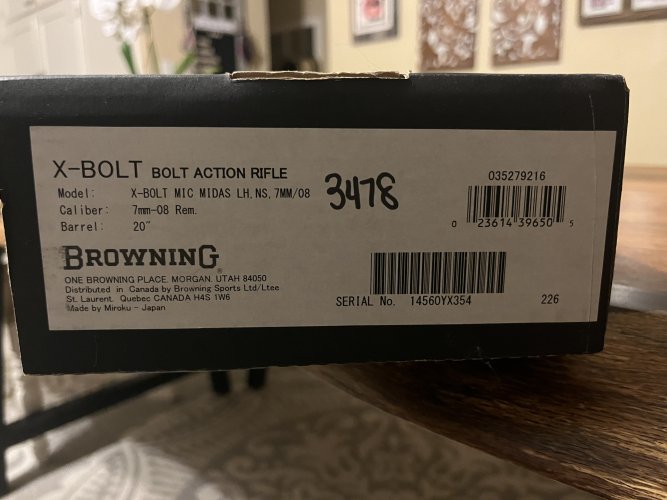 X-BOLT BOLT ACTION RIFLE
Model: X-BOLT MIC MIDAS LH,NS,7MM/08
Caliber: 7mm-08 Rem.
Barrel: 20"
3478
035279216
0 23614 39650 5
BROWNING®
ONE BROWNING PLACE, MORGAN, UTAH 84050
Distributed in Canada by Browning Sports Ltd/Ltee
St. Laurent, Quebec CANADA H4S 1W6
Made by Miroku - Japan
SERIAL No. 14560YX354
226